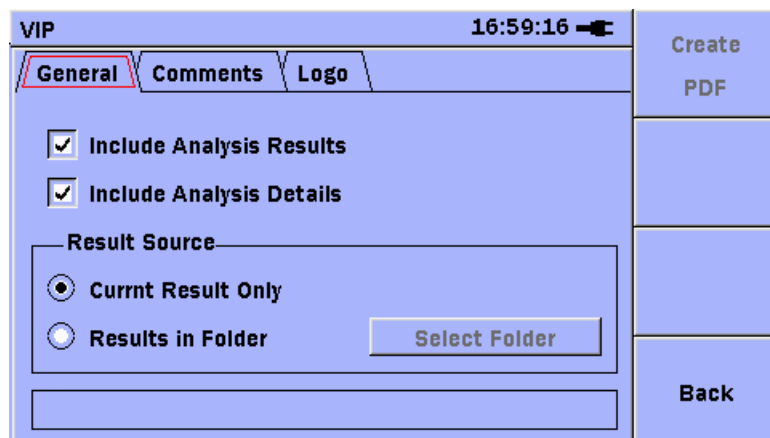 VIP 16:59:16
General Comments Logo
Include Analysis Results
Include Analysis Details
Result Source
Currnt Result Only
Results in Folder Select Folder
Create
PDF
Back